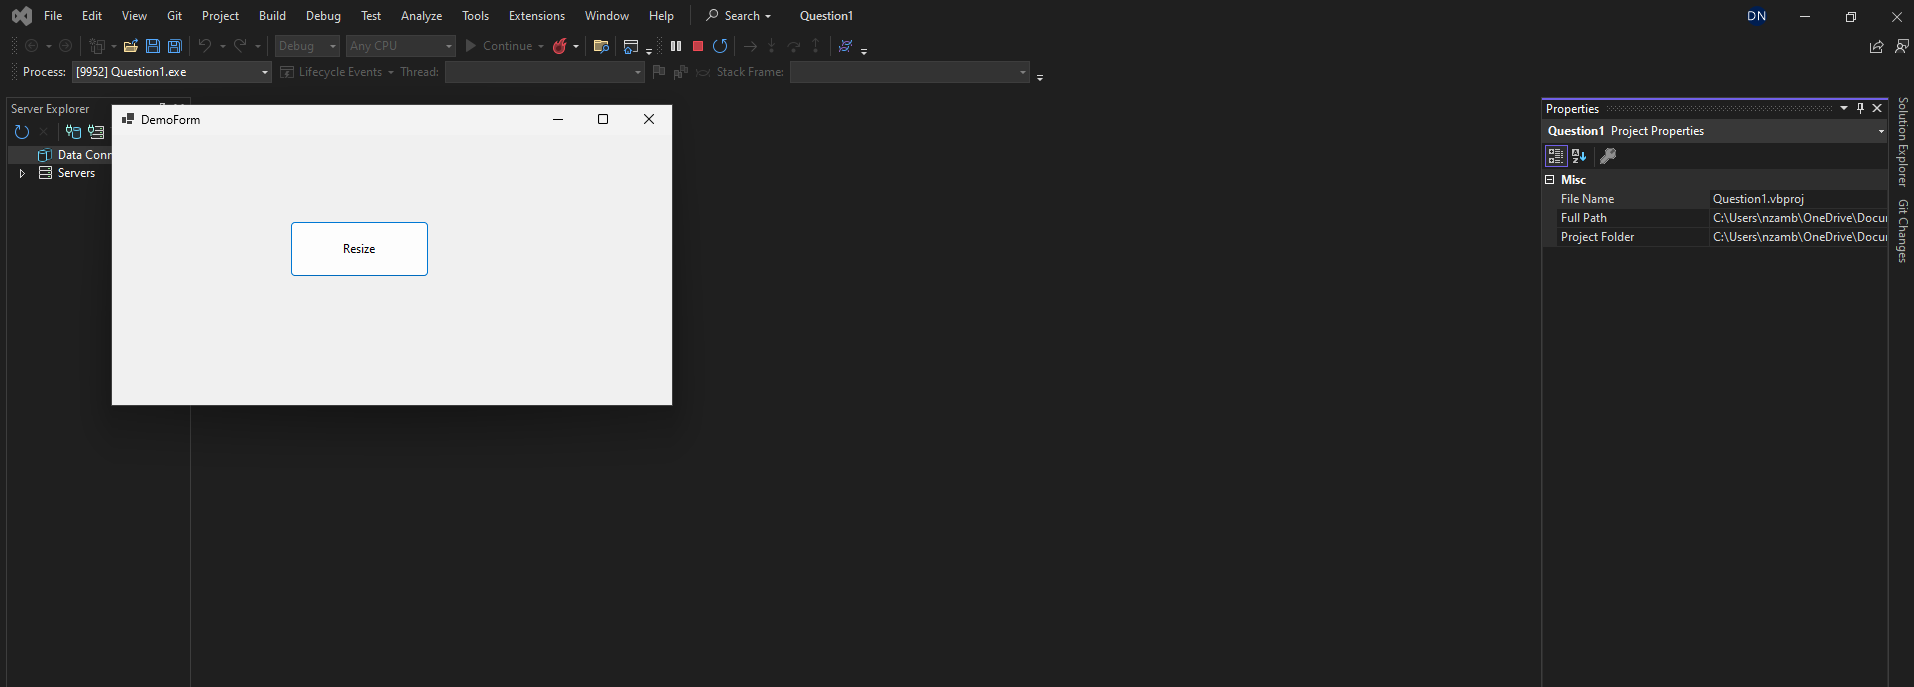 File Edit View Git Project Build Debug Test Analyze Tools Extensions Window Help Search Question1 DN
Debug Any CPU Continue
Process: [9952] Question1.exe Lifecycle Events Thread: Stack Frame:
Server Explorer
Data Conn
Servers
DemoForm
Resize
Properties
Question1 Project Properties
Misc
File Name Question1.vbproj
Full Path C:\Users\nzamb\OneDrive\Docu
Project Folder C:\Users\nzamb\OneDrive\Docu
Solution Explorer
Git Changes